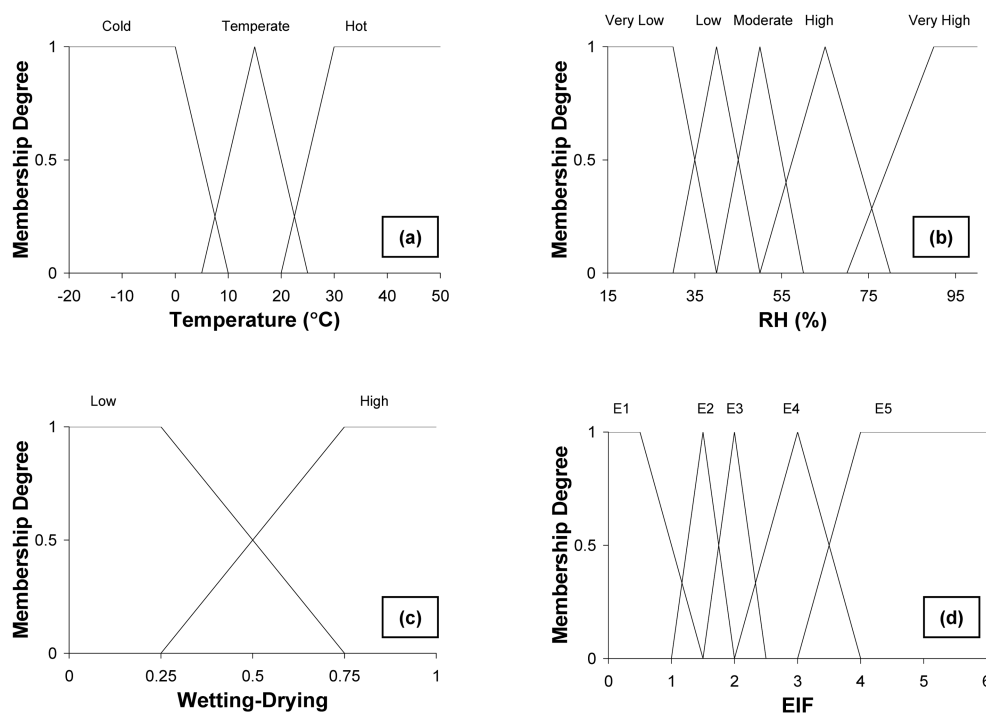 Cold Temperate Hot
Membership Degree
1
0.5
0
(a)
-20 -10 0 10 20 30 40 50
Temperature (°C)
Very Low Low Moderate High Very High
Membership Degree
1
0.5
0
(b)
15 35 55 75 95
RH (%)
Low High
Membership Degree
1
0.5
0
(c)
0 0.25 0.5 0.75 1
Wetting-Drying
E1 E2 E3 E4 E5
Membership Degree
1
0.5
0
(d)
0 1 2 3 4 5 6
EIF